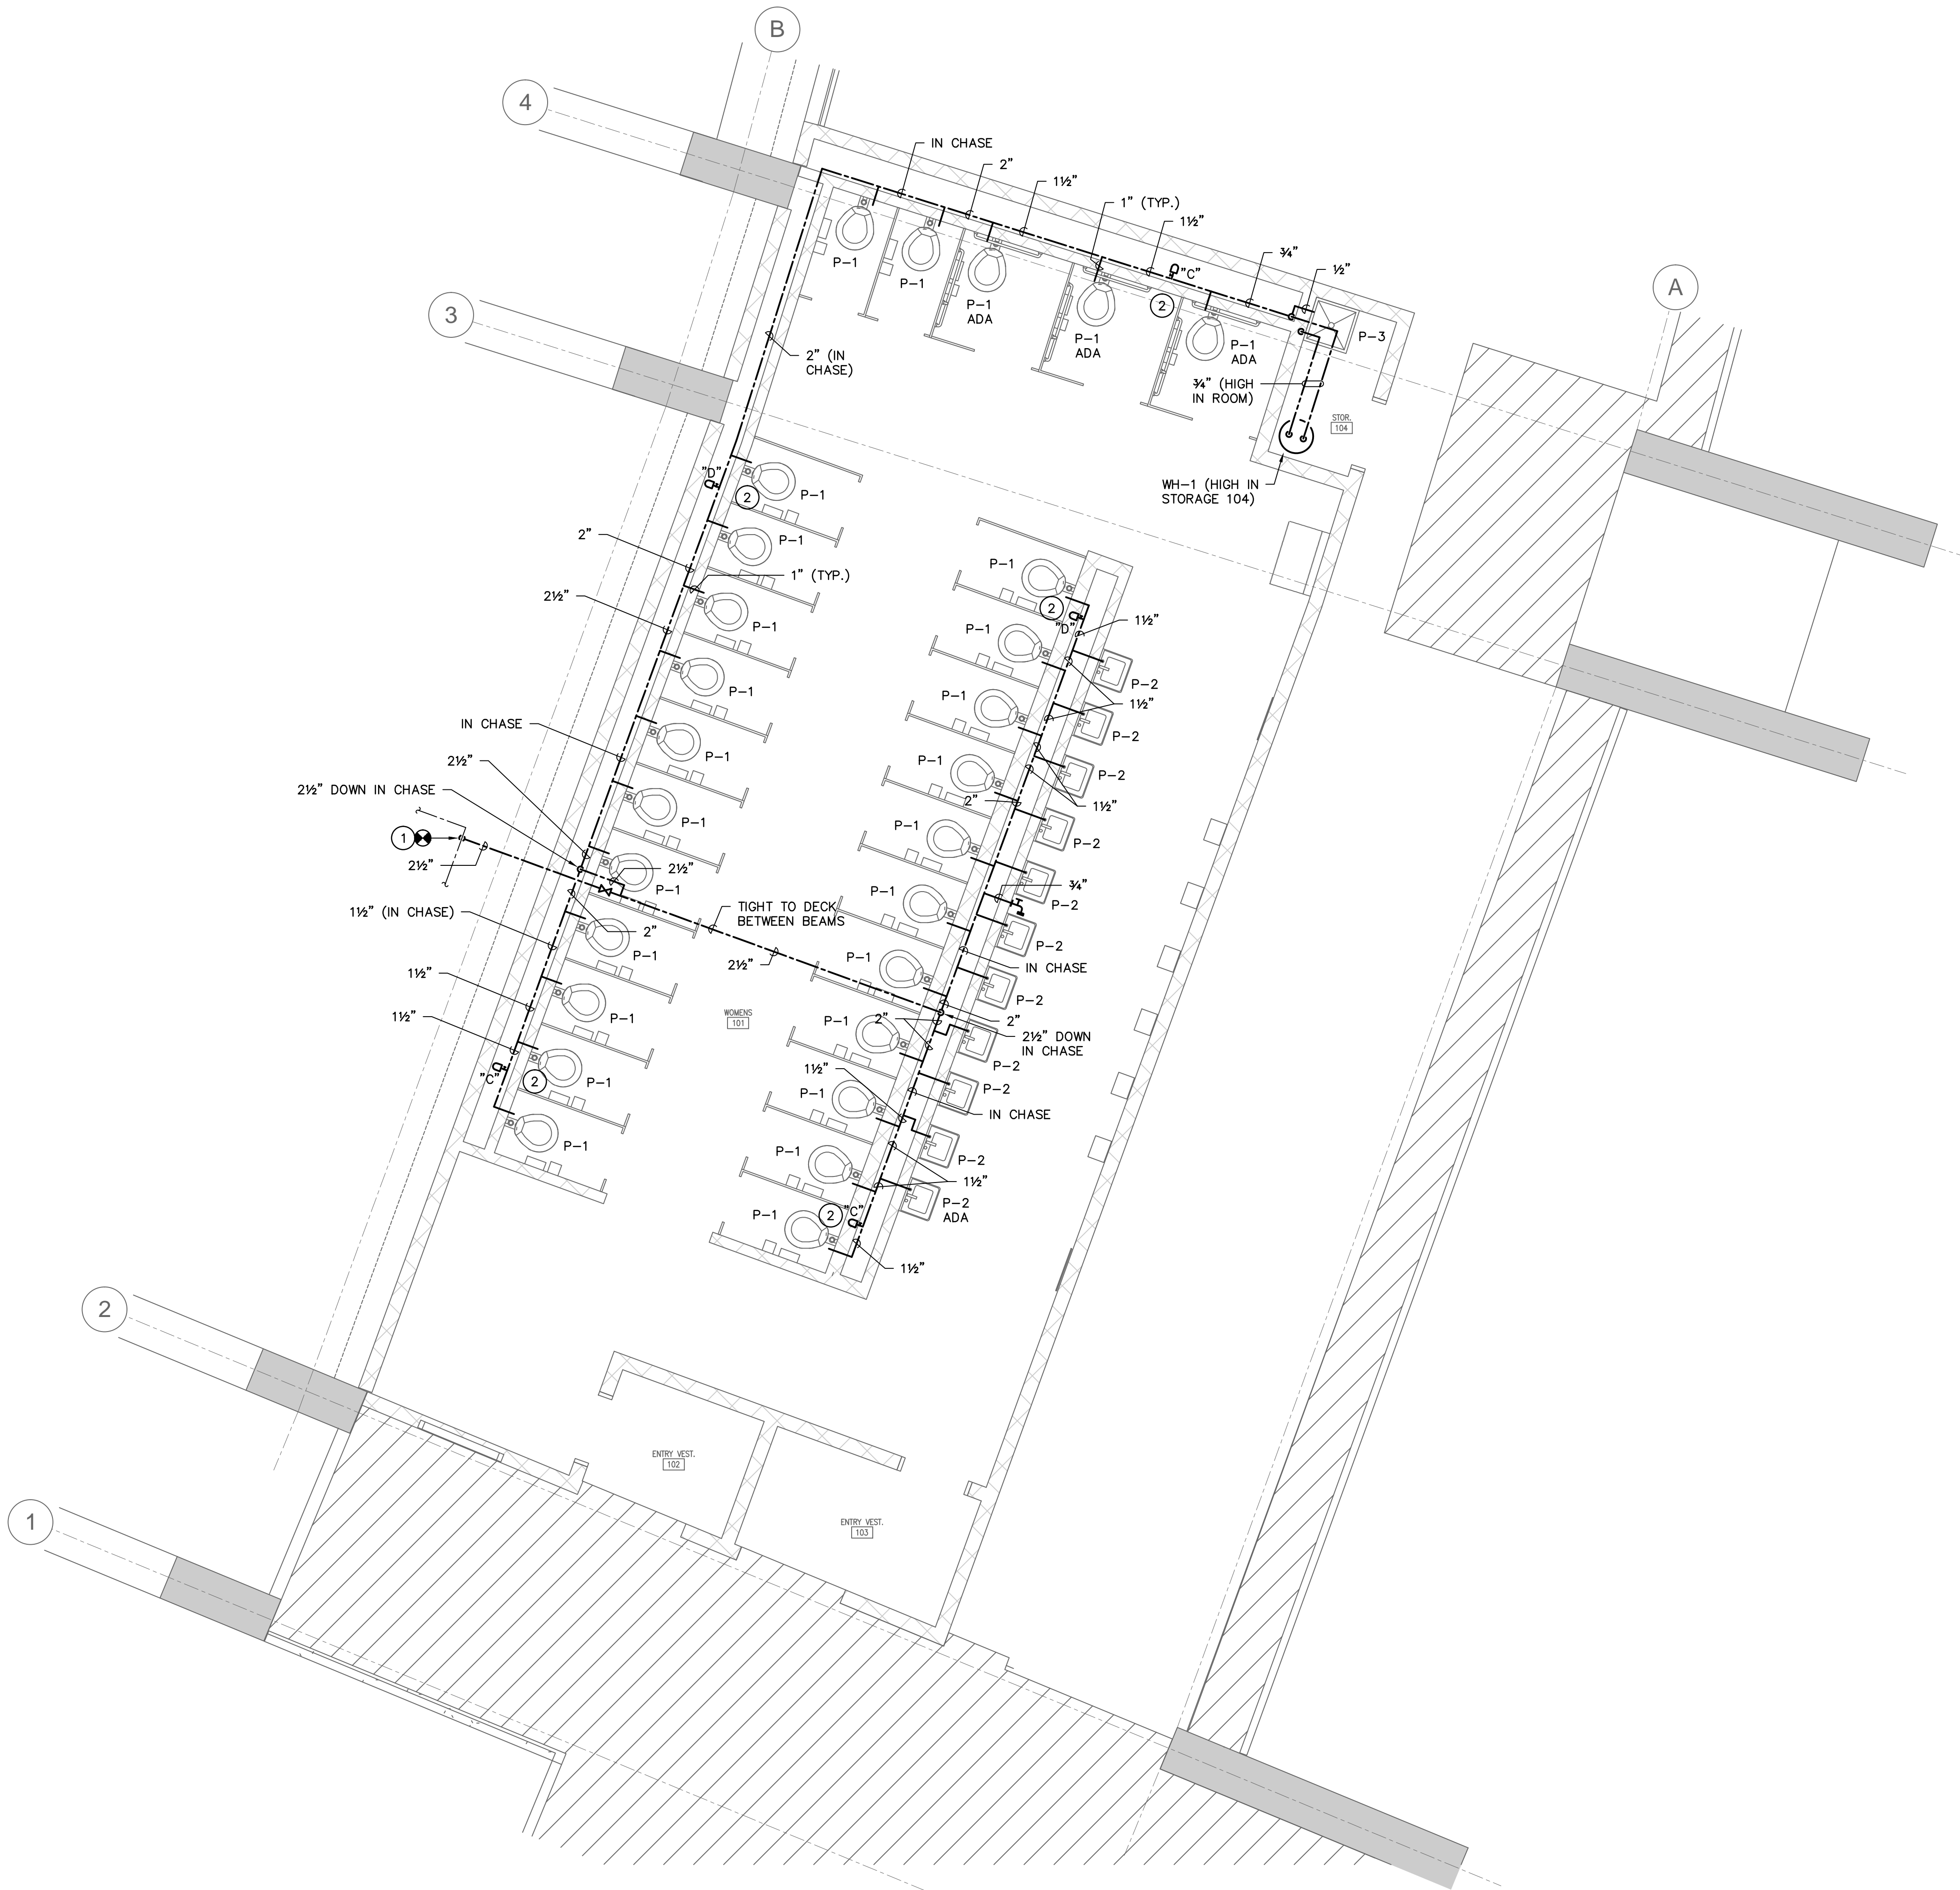 B
4
IN CHASE
2"
1½"
1" (TYP.)
1½"
¾"
½"
"C"
2
P-1
P-1
P-1
ADA
P-1
ADA
P-1
ADA
P-3
A
3
2" (IN
CHASE)
¾" (HIGH
IN ROOM)
STOR.
104
WH-1 (HIGH IN
STORAGE 104)
"D"
2
P-1
P-1
2"
1" (TYP.)
2½"
P-1
P-1
IN CHASE
P-1
2½"
2½" DOWN IN CHASE
P-1
1
2½"
2½"
P-1
1½" (IN CHASE)
2"
P-1
1½"
P-1
1½"
"C"
2
P-1
P-1
TIGHT TO DECK
BETWEEN BEAMS
2½"
WOMENS
101
P-1
2
"D"
1½"
P-1
P-2
1½"
P-1
P-2
P-1
P-2
2"
1½"
P-1
P-2
¾"
P-1
P-2
P-2
P-1
IN CHASE
P-2
P-1
2"
2"
2½" DOWN
IN CHASE
P-2
1½"
P-1
P-2
IN CHASE
P-1
P-2
1½"
P-2
ADA
P-1
2
"C"
1½"
2
ENTRY VEST.
102
ENTRY VEST.
103
1